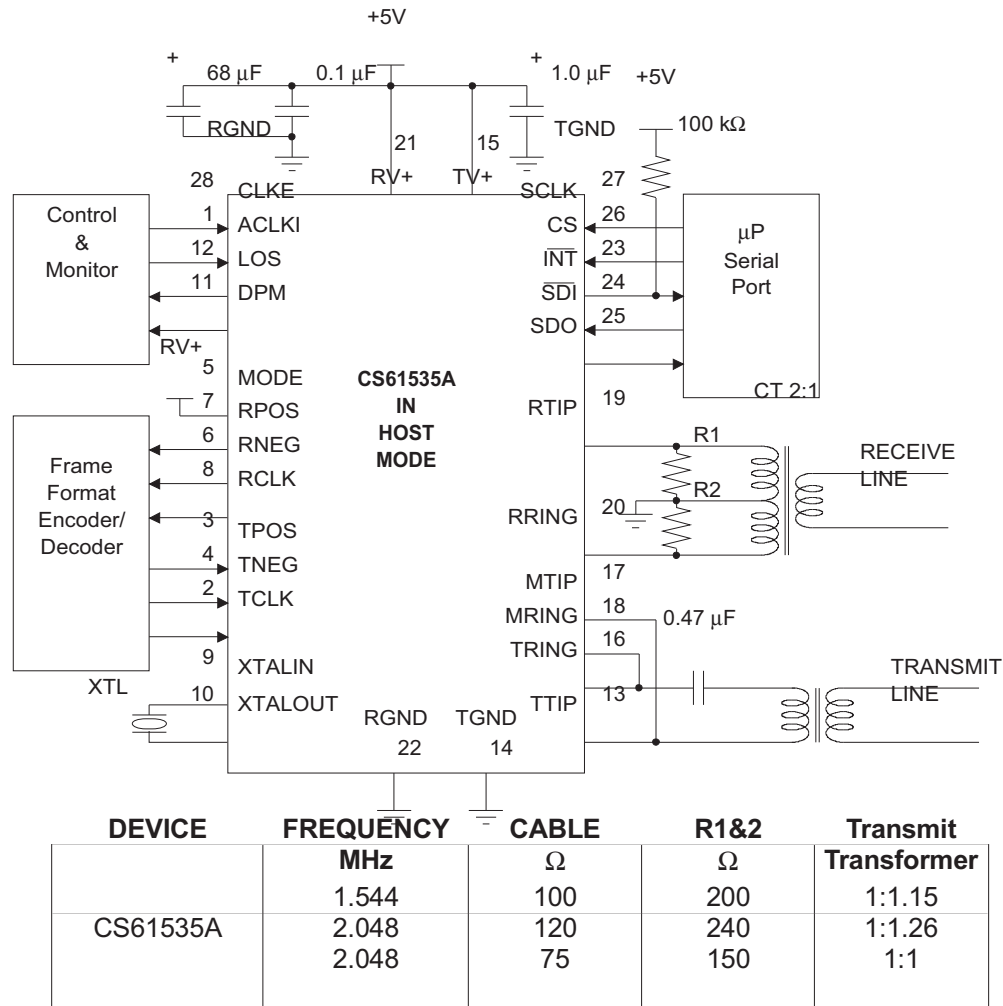 +5V
+
68 μF
0.1 μF
+
1.0 μF
+5V
RGND
TGND
100 kΩ
21
15
28
CLKE
RV+
TV+
SCLK
27
Control
&
Monitor
1
ACLKI
CS
26
12
LOS
INT
23
11
DPM
SDI
24
SDO
25
μP
Serial
Port
RV+
5
MODE
CS61535A
IN
HOST
MODE
CT 2:1
7
RPOS
RTIP
19
6
RNEG
R1
8
RCLK
R2
RECEIVE
LINE
Frame
Format
Encoder/
Decoder
3
TPOS
RRING
20
4
TNEG
MTIP
17
2
TCLK
MRING
18
0.47 μF
TRING
16
9
XTALIN
TRANSMIT
LINE
XTL
10
XTALOUT
TTIP
13
RGND
TGND
22
14
DEVICE FREQUENCY CABLE R1&2 Transmit
MHz Ω Ω Transformer
1.544 100 200 1:1.15
CS61535A 2.048 120 240 1:1.26
2.048 75 150 1:1